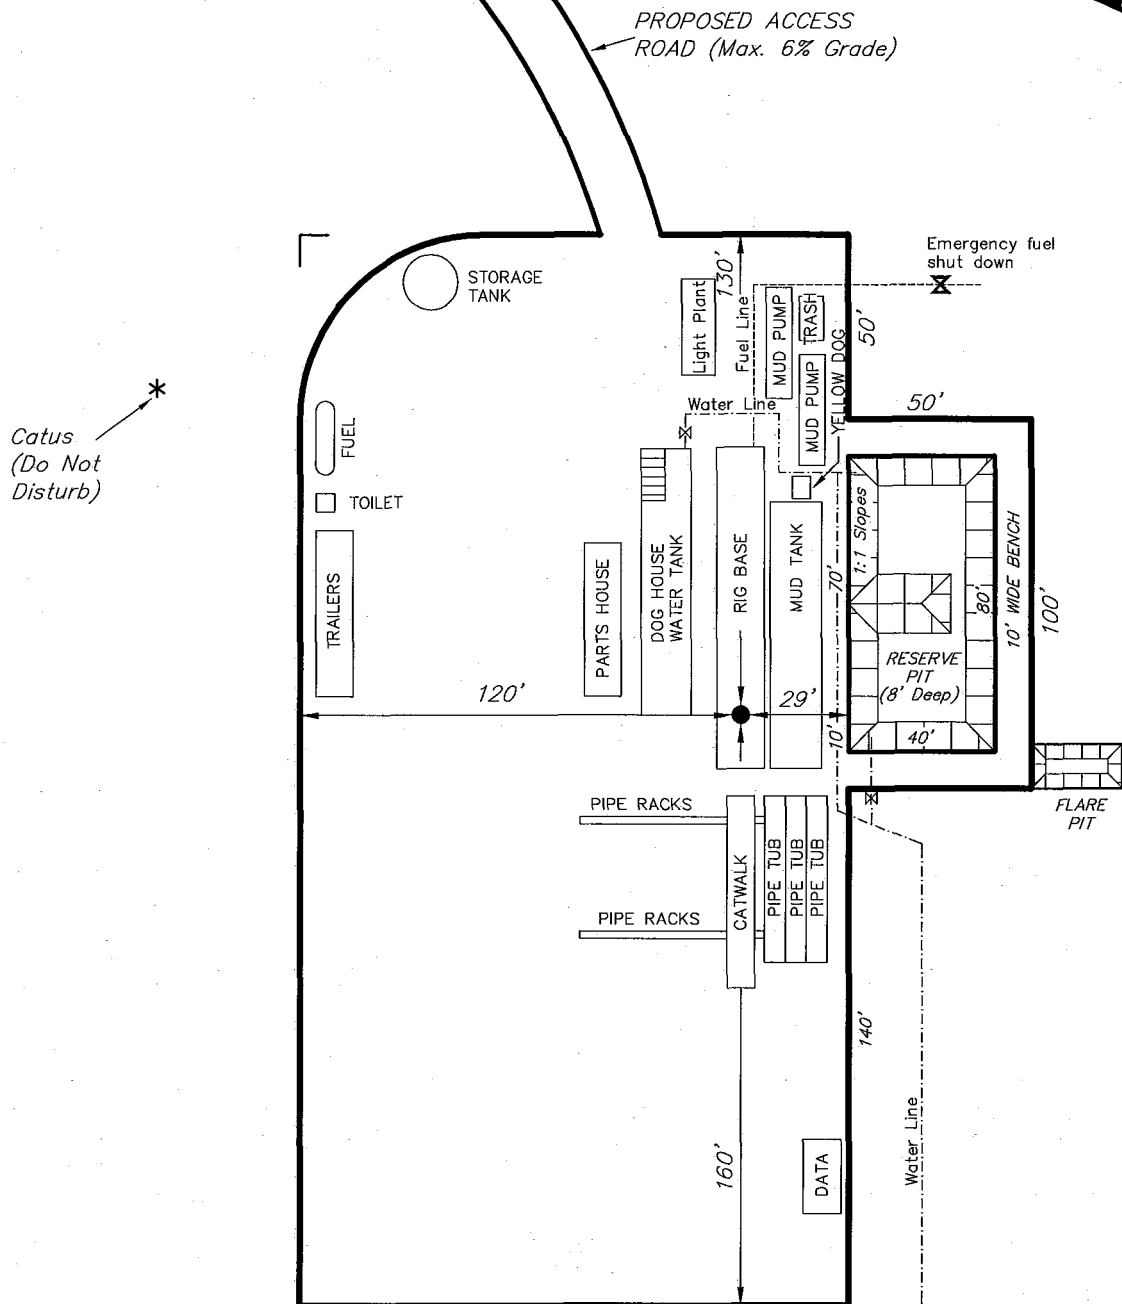 PROPOSED ACCESS
ROAD (Max. 6% Grade)
Emergency fuel
shut down
STORAGE
TANK
130'
Light Plant
Fuel Line
MUD PUMP
TRASH
50'
MUD PUMP
YELLOW DOG
Water Line
50'
Catus
(Do Not
Disturb)
FUEL
TOILET
TRAILERS
PARTS HOUSE
DOG HOUSE
WATER TANK
RIG BASE
MUD TANK
70'
1:1 Slopes
80'
10' WIDE BENCH
100'
RESERVE
PIT
(8' Deep)
120'
29'
10'
40'
FLARE
PIT
PIPE RACKS
CATWALK
PIPE TUB
PIPE TUB
PIPE TUB
PIPE RACKS
140'
160'
DATA
Water Line